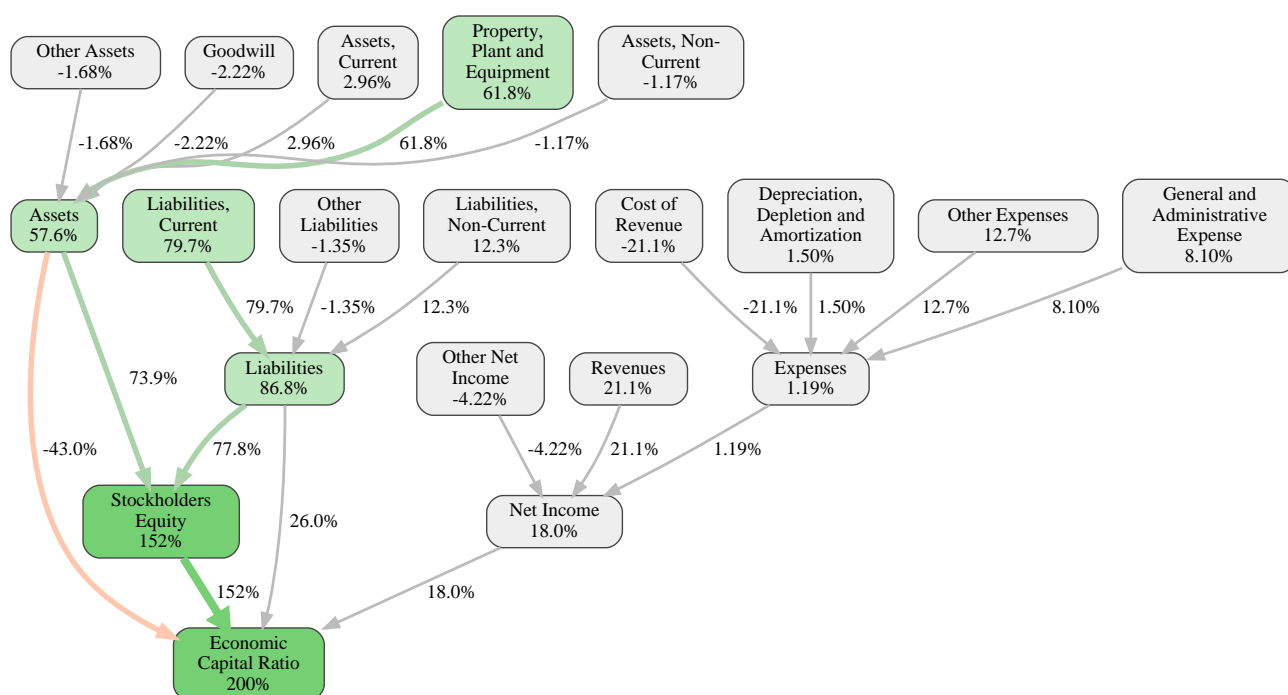 Other Assets
-1.68%
Goodwill
-2.22%
Assets,
Current
2.96%
Property,
Plant and
Equipment
61.8%
Assets, Non-
Current
-1.17%
-1.68%
-2.22%
2.96%
61.8%
-1.17%
Assets
57.6%
Liabilities,
Current
79.7%
Other
Liabilities
-1.35%
Liabilities,
Non-Current
12.3%
Cost of
Revenue
-21.1%
Depreciation,
Depletion and
Amortization
1.50%
Other Expenses
12.7%
General and
Administrative
Expense
8.10%
79.7%
-1.35%
12.3%
-21.1%
1.50%
12.7%
8.10%
Liabilities
86.8%
Other Net
Income
-4.22%
Revenues
21.1%
Expenses
1.19%
73.9%
-43.0%
77.8%
-4.22%
21.1%
1.19%
Stockholders
Equity
152%
26.0%
Net Income
18.0%
152%
18.0%
Economic
Capital Ratio
200%